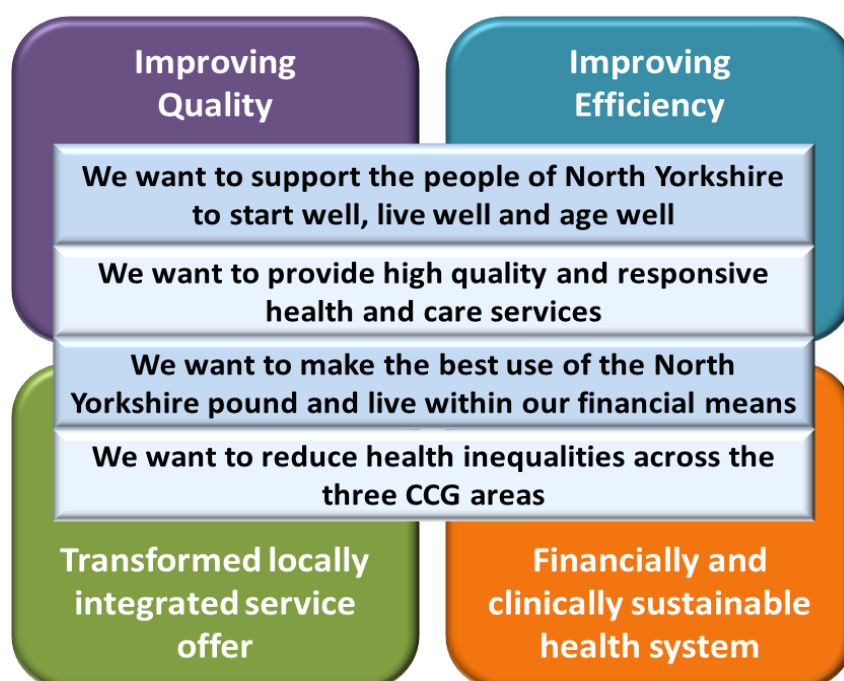 Improving
Quality
Improving
Efficiency
We want to support the people of North Yorkshire
to start well, live well and age well
We want to provide high quality and responsive
health and care services
We want to make the best use of the North
Yorkshire pound and live within our financial means
We want to reduce health inequalities across the
three CCG areas
Transformed locally
integrated service
offer
Financially and
clinically sustainable
health system